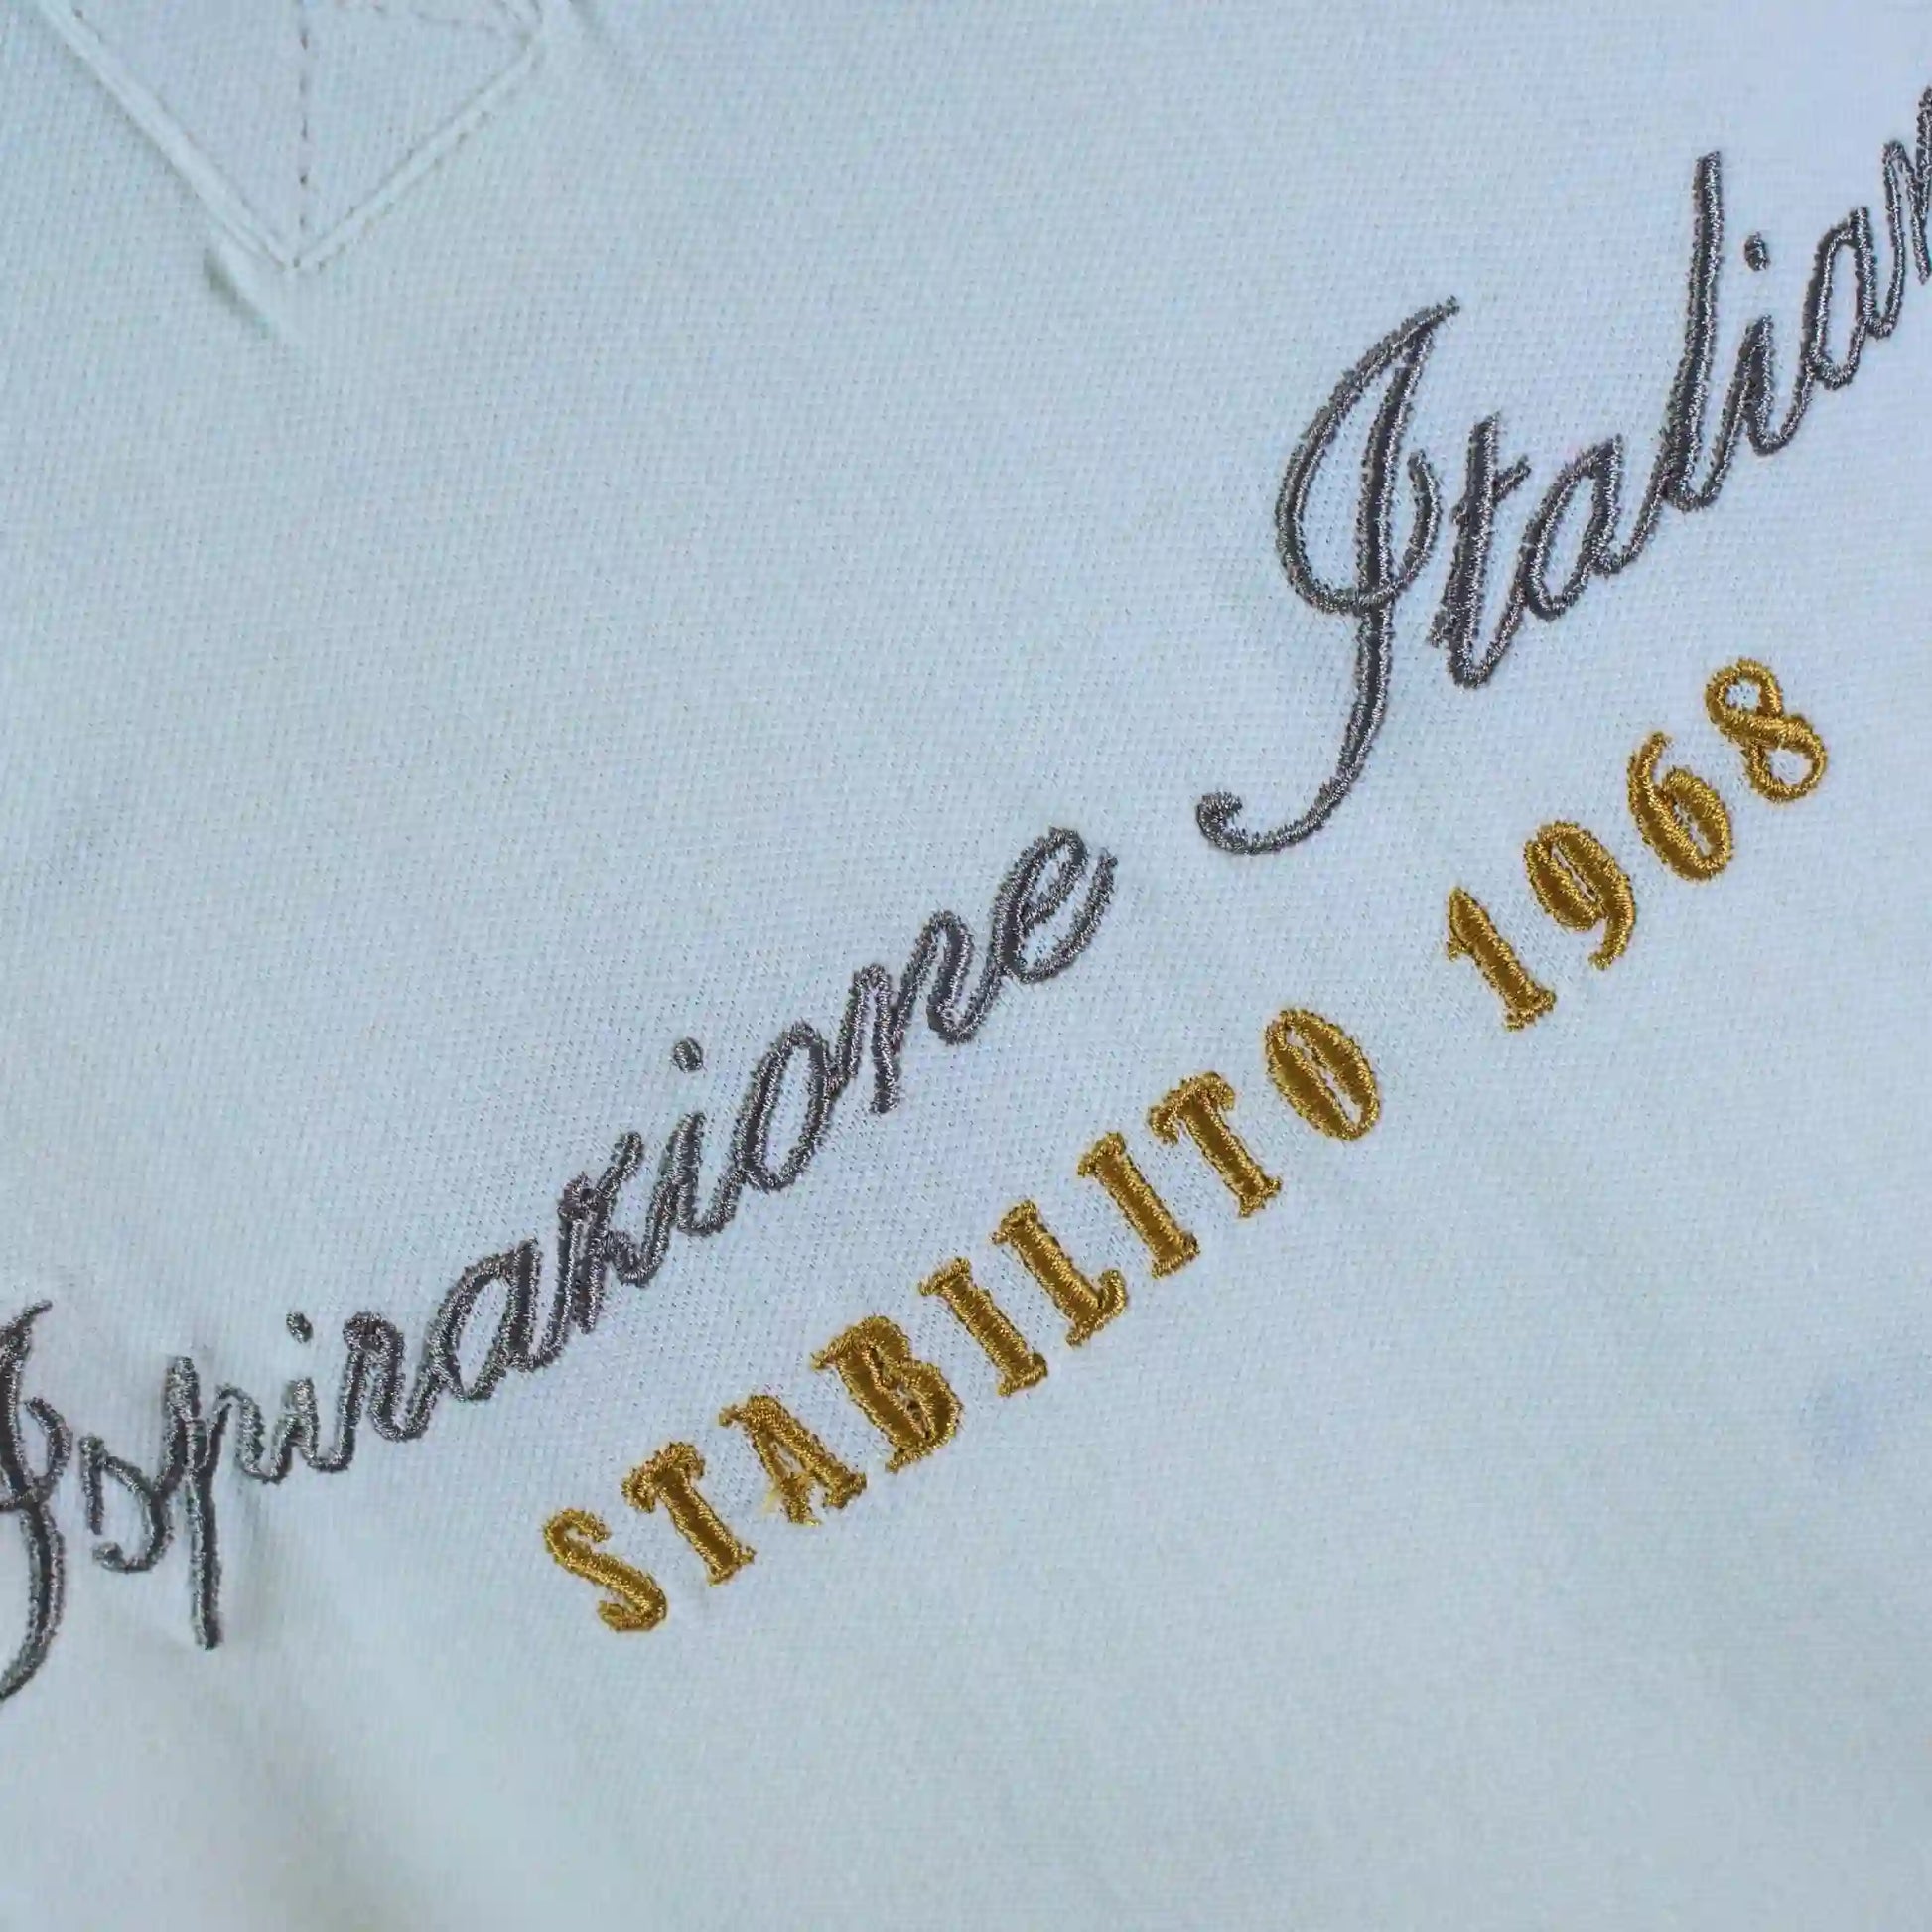 Ispirazione Italian
STABILITO 1968